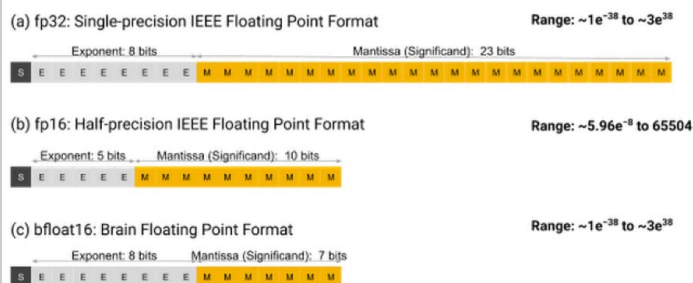 (a) fp32: Single-precision IEEE Floating Point Format Range: ~1e⁻³⁸ to ~3e³⁸
Exponent: 8 bits Mantissa (Significand): 23 bits
S E E E E E E E E M M M M M M M M M M M M M M M M M M M M M M M
(b) fp16: Half-precision IEEE Floating Point Format Range: ~5.96e⁻⁸ to 65504
Exponent: 5 bits Mantissa (Significand): 10 bits
S E E E E E M M M M M M M M M M
(c) bfloat16: Brain Floating Point Format Range: ~1e⁻³⁸ to ~3e³⁸
Exponent: 8 bits Mantissa (Significand): 7 bits
S E E E E E E E E M M M M M M M